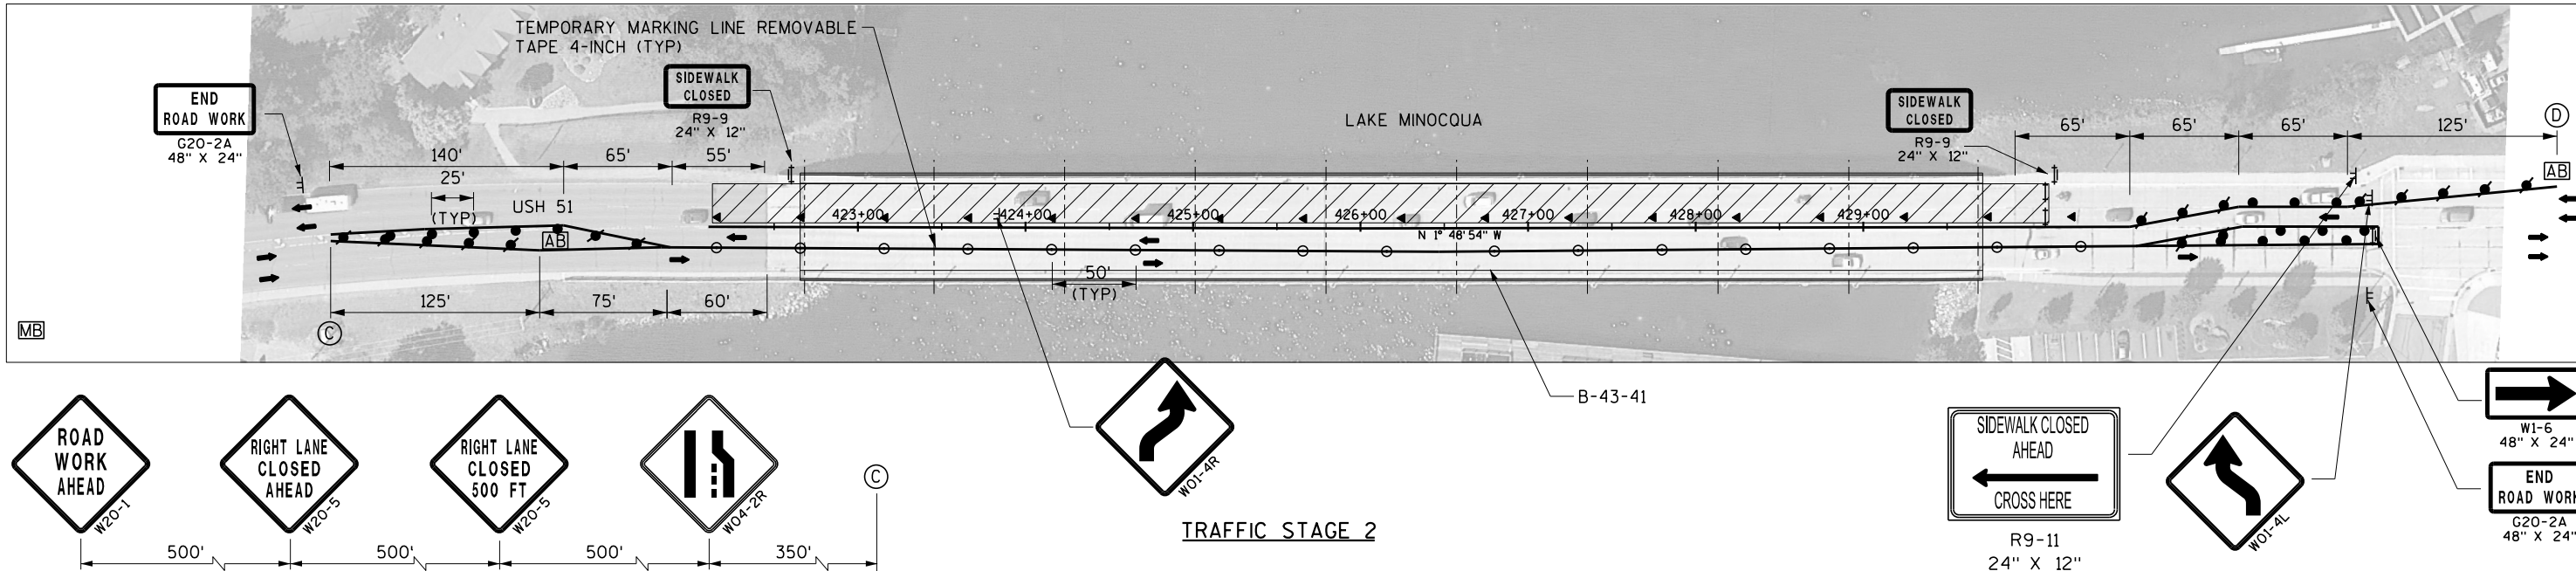 TEMPORARY MARKING LINE REMOVABLE
TAPE 4-INCH (TYP)
END
ROAD WORK
G20-2A
48" X 24"
SIDEWALK
CLOSED
R9-9
24" X 12"
LAKE MINOCQUA
SIDEWALK
CLOSED
R9-9
24" X 12"
65'
65'
65'
125'
D
AB
140'
65'
55'
25'
(TYP)
USH 51
AB
423+00
424+00
425+00
426+00
427+00
428+00
429+00
N 1° 48'54" W
50'
(TYP)
125'
75'
60'
C
MB
B-43-41
ROAD
WORK
AHEAD
W20-1
RIGHT LANE
CLOSED
AHEAD
W20-5
RIGHT LANE
CLOSED
500 FT
W20-5
W04-2R
C
500'
500'
500'
350'
W01-4R
TRAFFIC STAGE 2
SIDEWALK CLOSED
AHEAD
CROSS HERE
R9-11
24" X 12"
W01-4L
W1-6
48" X 24"
END
ROAD WORK
G20-2A
48" X 24"